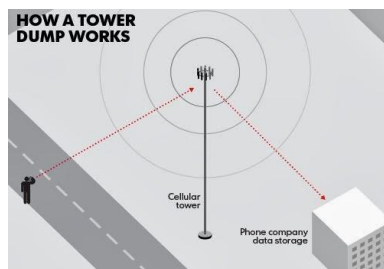 HOW A TOWER
DUMP WORKS
Cellular
tower
Phone company
data storage